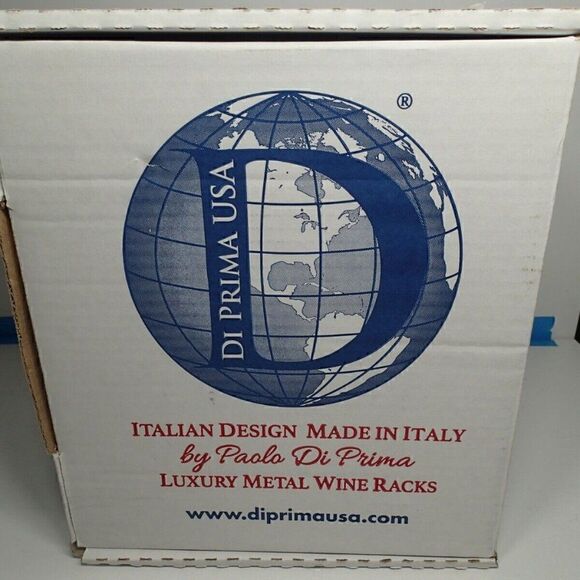 ®
DI PRIMA USA
D
ITALIAN DESIGN MADE IN ITALY
by Paolo Di Prima
LUXURY METAL WINE RACKS
www.diprimausa.com